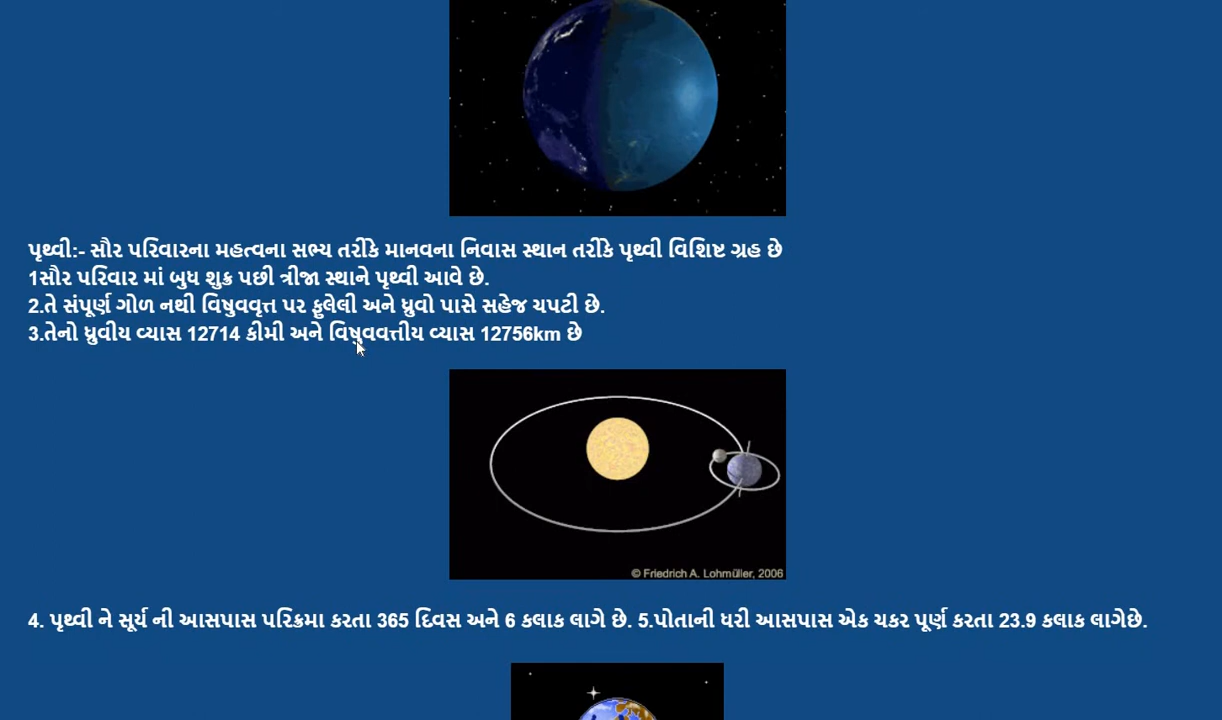 પૃથ્વી:- સૌર પરિવારના મહત્વના સભ્ય તરીકે માનવના નિવાસ સ્થાન તરીકે પૃથ્વી વિશિષ્ટ ગ્રહ છે
1સૌર પરિવાર માં બુધ શુક્ર પછી ત્રીજા સ્થાને પૃથ્વી આવે છે.
2.તે સંપૂર્ણ ગોળ નથી વિષુવવૃત્ત પર ફુલેલી અને ધ્રુવો પાસે સહેજ ચપટી છે.
3.તેનો ધ્રુવીય વ્યાસ 12714 કીમી અને વિષુવવત્તીય વ્યાસ 12756km છે
© Friedrich A. Lohmüller, 2006
4. પૃથ્વી ને સૂર્ય ની આસપાસ પરિક્રમા કરતા 365 દિવસ અને 6 કલાક લાગે છે. 5.પોતાની ધરી આસપાસ એક ચકર પૂર્ણ કરતા 23.9 કલાક લાગેછે.